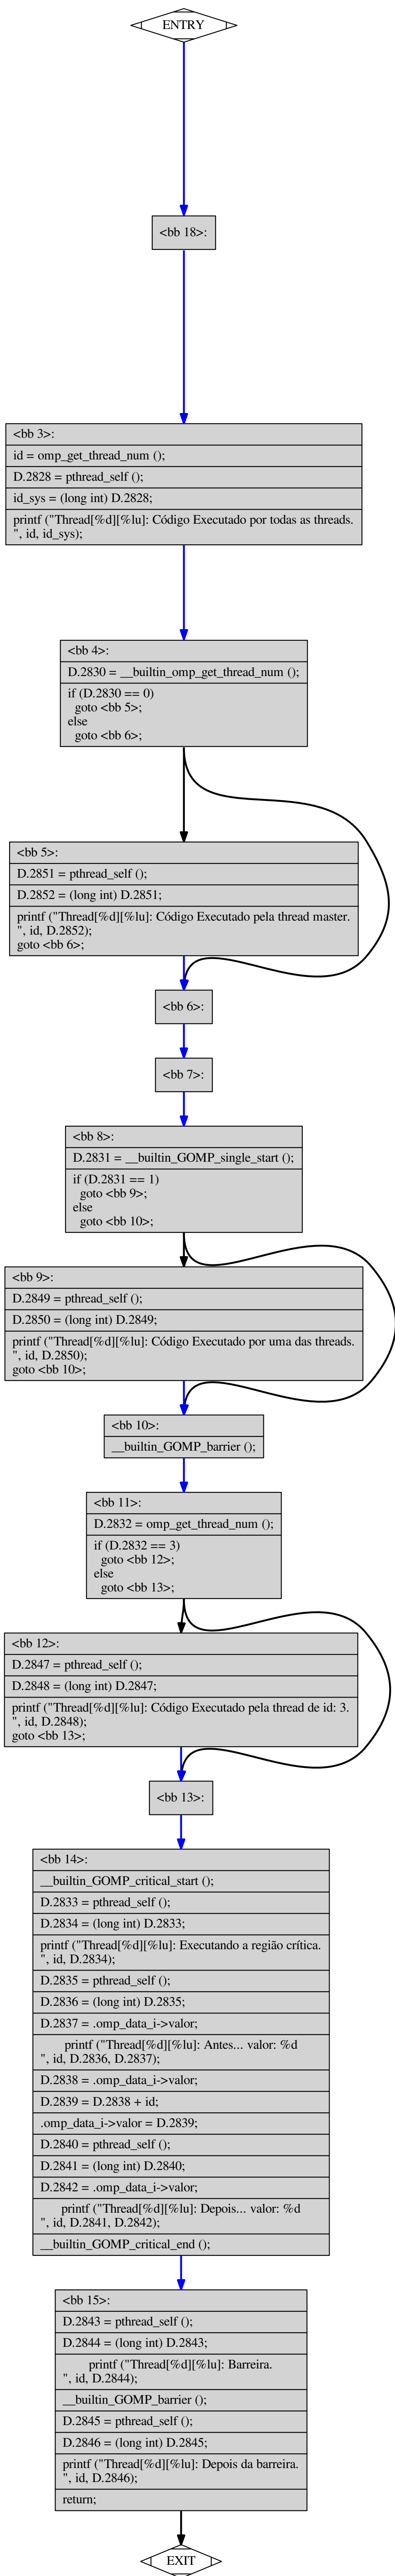 ENTRY
<bb 18>:
<bb 3>:
id = omp_get_thread_num ();
D.2828 = pthread_self ();
id_sys = (long int) D.2828;
printf ("Thread[%d][%lu]: Código Executado por todas as threads.
", id, id_sys);
<bb 4>:
D.2830 = __builtin_omp_get_thread_num ();
if (D.2830 == 0)
goto <bb 5>;
else
goto <bb 6>;
<bb 5>:
D.2851 = pthread_self ();
D.2852 = (long int) D.2851;
printf ("Thread[%d][%lu]: Código Executado pela thread master.
", id, D.2852);
goto <bb 6>;
<bb 6>:
<bb 7>:
<bb 8>:
D.2831 = __builtin_GOMP_single_start ();
if (D.2831 == 1)
goto <bb 9>;
else
goto <bb 10>;
<bb 9>:
D.2849 = pthread_self ();
D.2850 = (long int) D.2849;
printf ("Thread[%d][%lu]: Código Executado por uma das threads.
", id, D.2850);
goto <bb 10>;
<bb 10>:
__builtin_GOMP_barrier ();
<bb 11>:
D.2832 = omp_get_thread_num ();
if (D.2832 == 3)
goto <bb 12>;
else
goto <bb 13>;
<bb 12>:
D.2847 = pthread_self ();
D.2848 = (long int) D.2847;
printf ("Thread[%d][%lu]: Código Executado pela thread de id: 3.
", id, D.2848);
goto <bb 13>;
<bb 13>:
<bb 14>:
__builtin_GOMP_critical_start ();
D.2833 = pthread_self ();
D.2834 = (long int) D.2833;
printf ("Thread[%d][%lu]: Executando a região crítica.
", id, D.2834);
D.2835 = pthread_self ();
D.2836 = (long int) D.2835;
D.2837 = .omp_data_i->valor;
printf ("Thread[%d][%lu]: Antes... valor: %d
", id, D.2836, D.2837);
D.2838 = .omp_data_i->valor;
D.2839 = D.2838 + id;
.omp_data_i->valor = D.2839;
D.2840 = pthread_self ();
D.2841 = (long int) D.2840;
D.2842 = .omp_data_i->valor;
printf ("Thread[%d][%lu]: Depois... valor: %d
", id, D.2841, D.2842);
__builtin_GOMP_critical_end ();
<bb 15>:
D.2843 = pthread_self ();
D.2844 = (long int) D.2843;
printf ("Thread[%d][%lu]: Barreira.
", id, D.2844);
__builtin_GOMP_barrier ();
D.2845 = pthread_self ();
D.2846 = (long int) D.2845;
printf ("Thread[%d][%lu]: Depois da barreira.
", id, D.2846);
return;
EXIT